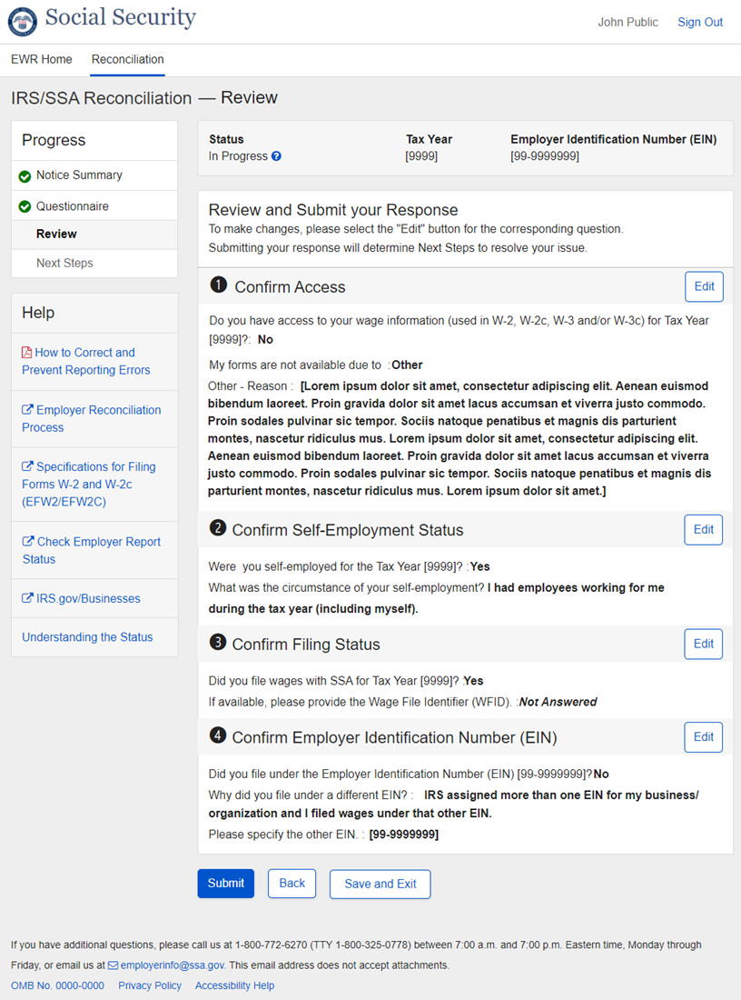 Social Security
John Public Sign Out
EWR Home Reconciliation
IRS/SSA Reconciliation — Review
Progress
Notice Summary
Questionnaire
Review
Next Steps
Help
How to Correct and
Prevent Reporting Errors
Employer Reconciliation
Process
Specifications for Filing
Forms W-2 and W-2c
(EFW2/EFW2C)
Check Employer Report
Status
IRS.gov/Businesses
Understanding the Status
Status Tax Year Employer Identification Number (EIN)
In Progress ? [9999] [99-9999999]
Review and Submit your Response
To make changes, please select the "Edit" button for the corresponding question.
Submitting your response will determine Next Steps to resolve your issue.
1 Confirm Access Edit
Do you have access to your wage information (used in W-2, W-2c, W-3 and/or W-3c) for Tax Year
[9999]?: No
My forms are not available due to :Other
Other - Reason : [Lorem ipsum dolor sit amet, consectetur adipiscing elit. Aenean euismod
bibendum laoreet. Proin gravida dolor sit amet lacus accumsan et viverra justo commodo.
Proin sodales pulvinar sic tempor. Sociis natoque penatibus et magnis dis parturient
montes, nascetur ridiculus mus. Lorem ipsum dolor sit amet, consectetur adipiscing elit.
Aenean euismod bibendum laoreet. Proin gravida dolor sit amet lacus accumsan et viverra
justo commodo. Proin sodales pulvinar sic tempor. Sociis natoque penatibus et magnis dis
parturient montes, nascetur ridiculus mus. Lorem ipsum dolor sit amet.]
2 Confirm Self-Employment Status Edit
Were you self-employed for the Tax Year [9999]? :Yes
What was the circumstance of your self-employment? I had employees working for me
during the tax year (including myself).
3 Confirm Filing Status Edit
Did you file wages with SSA for Tax Year [9999]? :Yes
If available, please provide the Wage File Identifier (WFID). :Not Answered
4 Confirm Employer Identification Number (EIN) Edit
Did you file under the Employer Identification Number (EIN) [99-9999999]?No
Why did you file under a different EIN? : IRS assigned more than one EIN for my business/
organization and I filed wages under that other EIN.
Please specify the other EIN. : [99-9999999]
Submit Back Save and Exit
If you have additional questions, please call us at 1-800-772-6270 (TTY 1-800-325-0778) between 7:00 a.m. and 7:00 p.m. Eastern time, Monday through
Friday, or email us at employerinfo@ssa.gov. This email address does not accept attachments.
OMB No. 0000-0000 Privacy Policy Accessibility Help